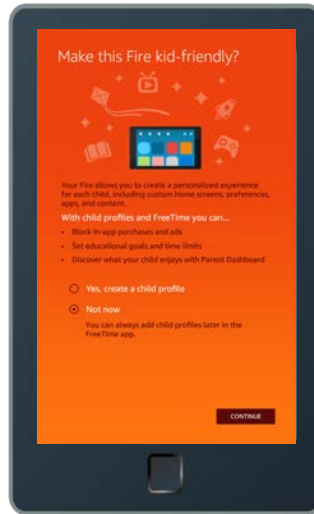 Make this Fire kid-friendly?
Your Fire allows you to create a personalized experience
for each child, including custom home screens, preferences,
apps, and content.
With child profiles and FreeTime you can...
• Block in-app purchases and ads
• Set educational goals and time limits
• Discover what your child enjoys with Parent Dashboard
Yes, create a child profile
Not now
You can always add child profiles later in the
FreeTime app.
CONTINUE